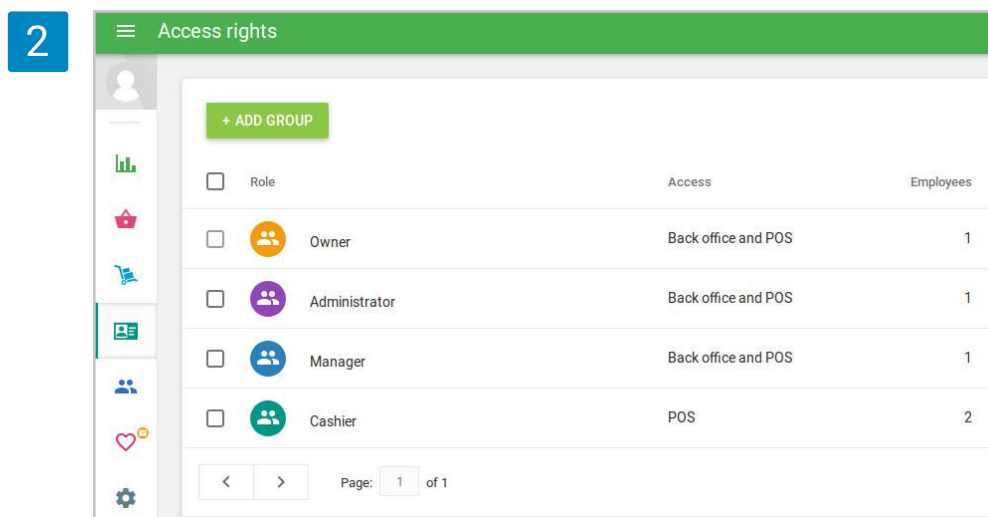 2
Access rights
+ ADD GROUP
Role Access Employees
Owner Back office and POS 1
Administrator Back office and POS 1
Manager Back office and POS 1
Cashier POS 2
Page: 1 of 1